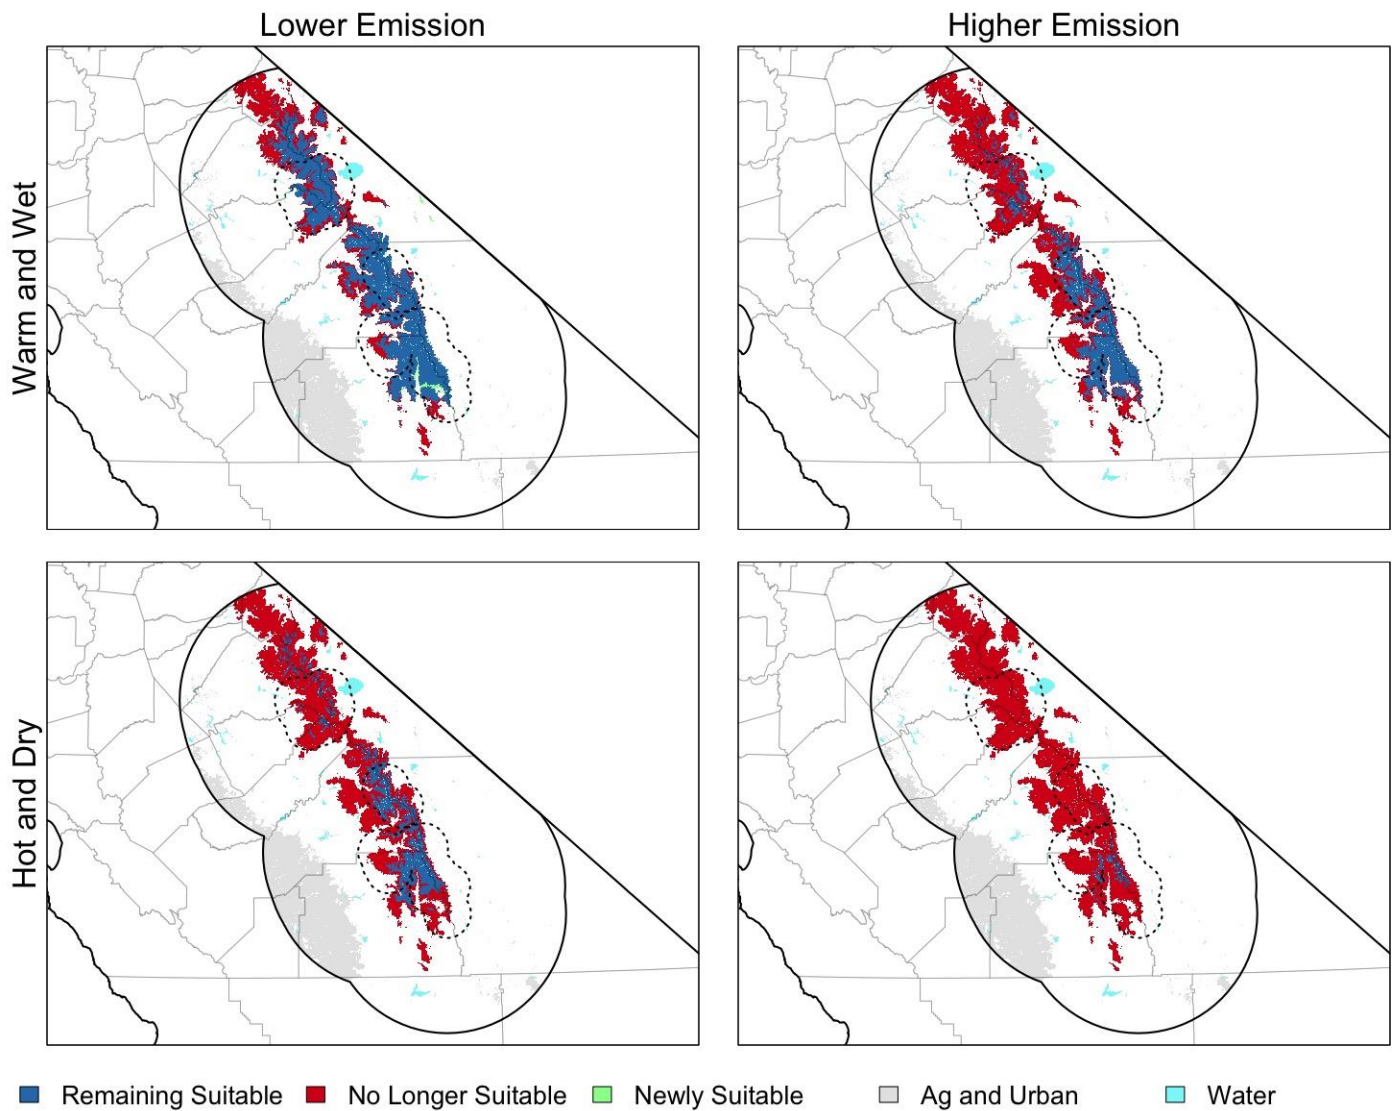 Lower Emission
Higher Emission
Warm and Wet
Hot and Dry
Remaining Suitable
No Longer Suitable
Newly Suitable
Ag and Urban
Water